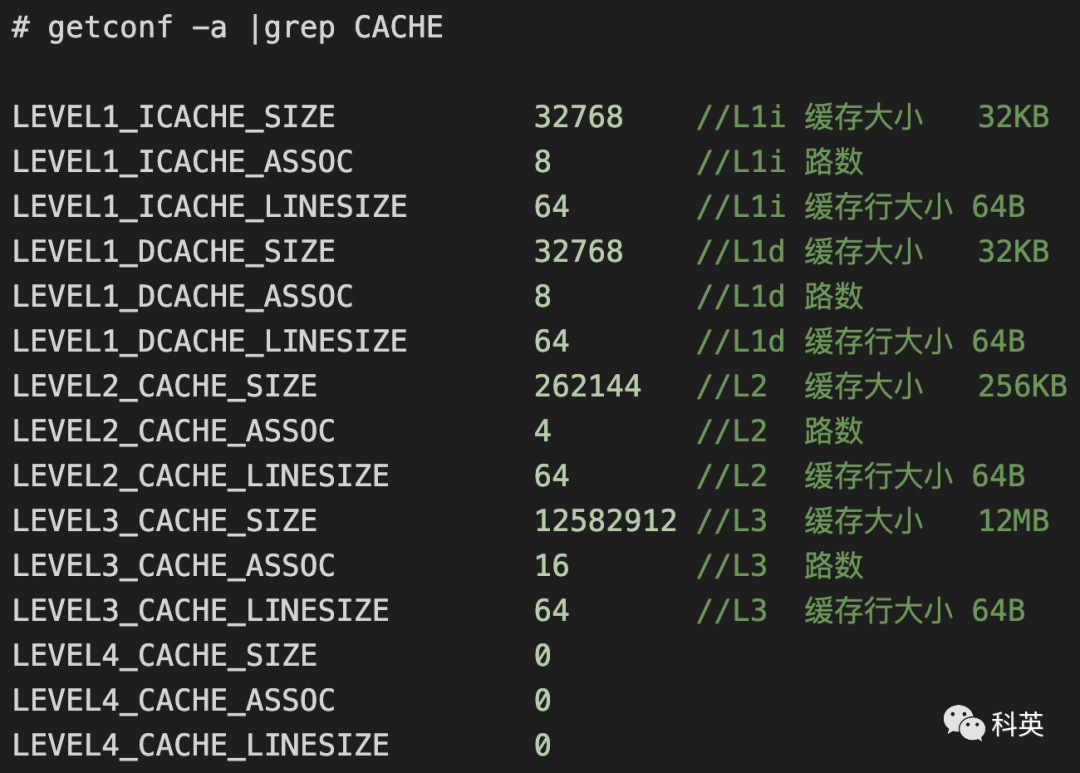 # getconf -a |grep CACHE
LEVEL1_ICACHE_SIZE 32768 //L1i 缓存大小 32KB
LEVEL1_ICACHE_ASSOC 8 //L1i 路数
LEVEL1_ICACHE_LINESIZE 64 //L1i 缓存行大小 64B
LEVEL1_DCACHE_SIZE 32768 //L1d 缓存大小 32KB
LEVEL1_DCACHE_ASSOC 8 //L1d 路数
LEVEL1_DCACHE_LINESIZE 64 //L1d 缓存行大小 64B
LEVEL2_CACHE_SIZE 262144 //L2 缓存大小 256KB
LEVEL2_CACHE_ASSOC 4 //L2 路数
LEVEL2_CACHE_LINESIZE 64 //L2 缓存行大小 64B
LEVEL3_CACHE_SIZE 12582912 //L3 缓存大小 12MB
LEVEL3_CACHE_ASSOC 16 //L3 路数
LEVEL3_CACHE_LINESIZE 64 //L3 缓存行大小 64B
LEVEL4_CACHE_SIZE 0
LEVEL4_CACHE_ASSOC 0
LEVEL4_CACHE_LINESIZE 0
科英